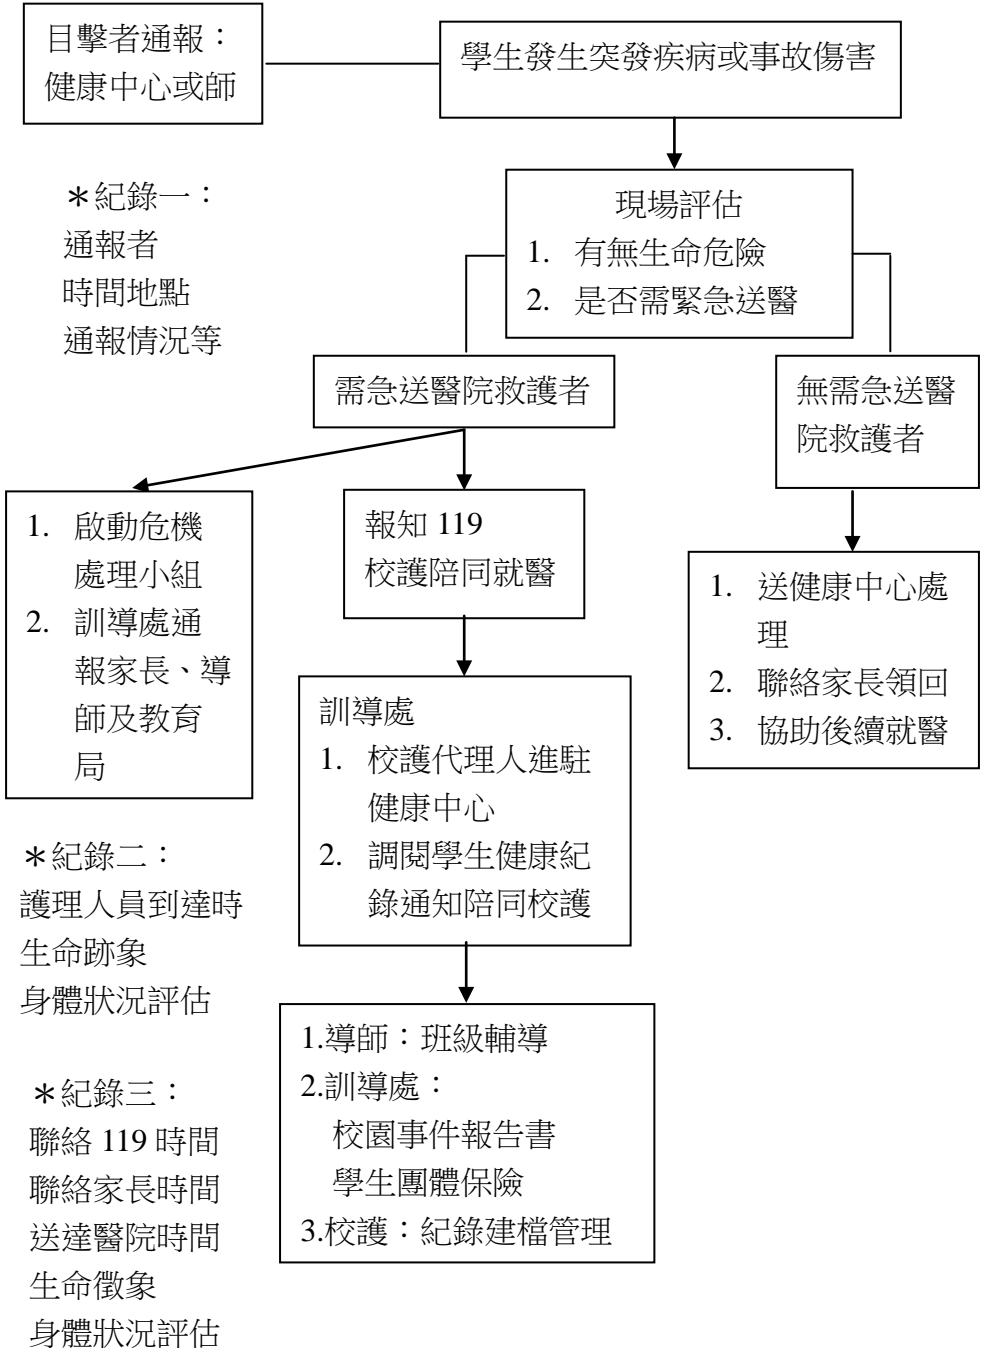 目擊者通報：
健康中心或師
學生發生突發疾病或事故傷害
＊紀錄一：
通報者
時間地點
通報情況等
現場評估
1. 有無生命危險
2. 是否需緊急送醫
需急送醫院救護者
無需急送醫
院救護者
1. 啟動危機
處理小組
2. 訓導處通
報家長、導
師及教育
局
報知 119
校護陪同就醫
1. 送健康中心處
理
2. 聯絡家長領回
3. 協助後續就醫
訓導處
1. 校護代理人進駐
健康中心
2. 調閱學生健康紀
錄通知陪同校護
＊紀錄二：
護理人員到達時
生命跡象
身體狀況評估
1.導師：班級輔導
2.訓導處：
校園事件報告書
學生團體保險
3.校護：紀錄建檔管理
＊紀錄三：
聯絡 119 時間
聯絡家長時間
送達醫院時間
生命徵象
身體狀況評估